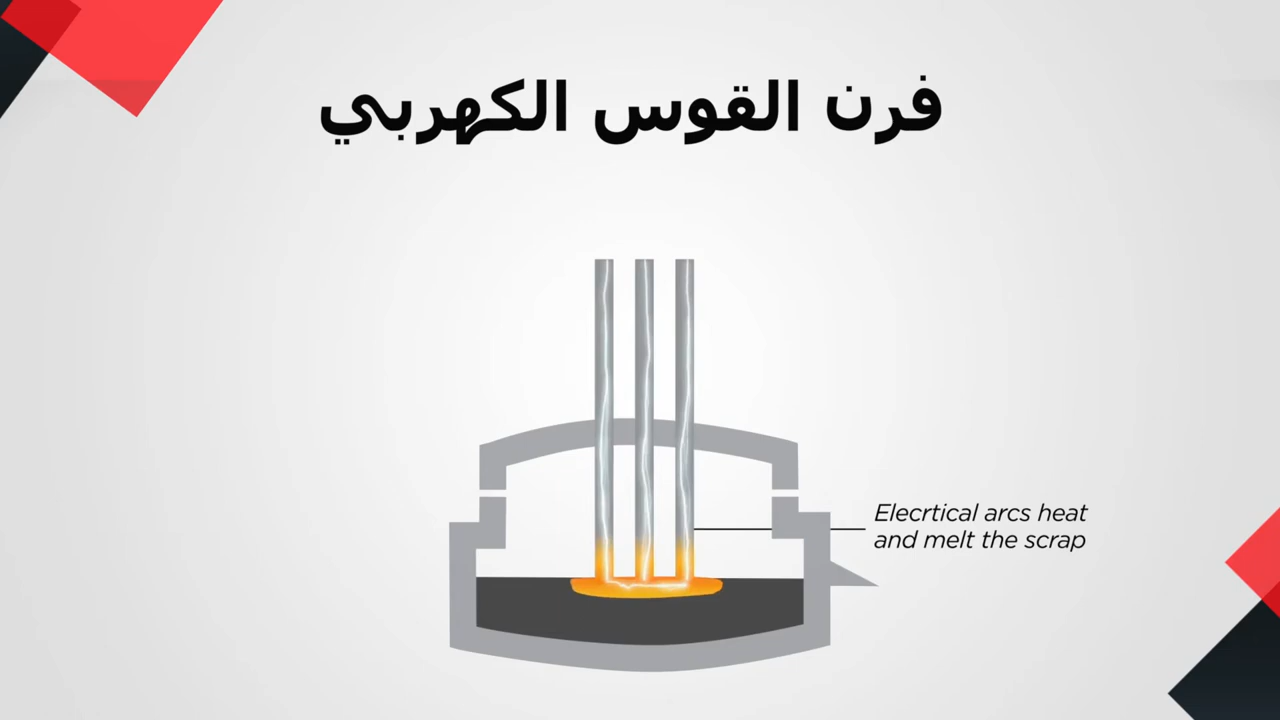 فرن القوس الكهربي
Elecrtical arcs heat
and melt the scrap